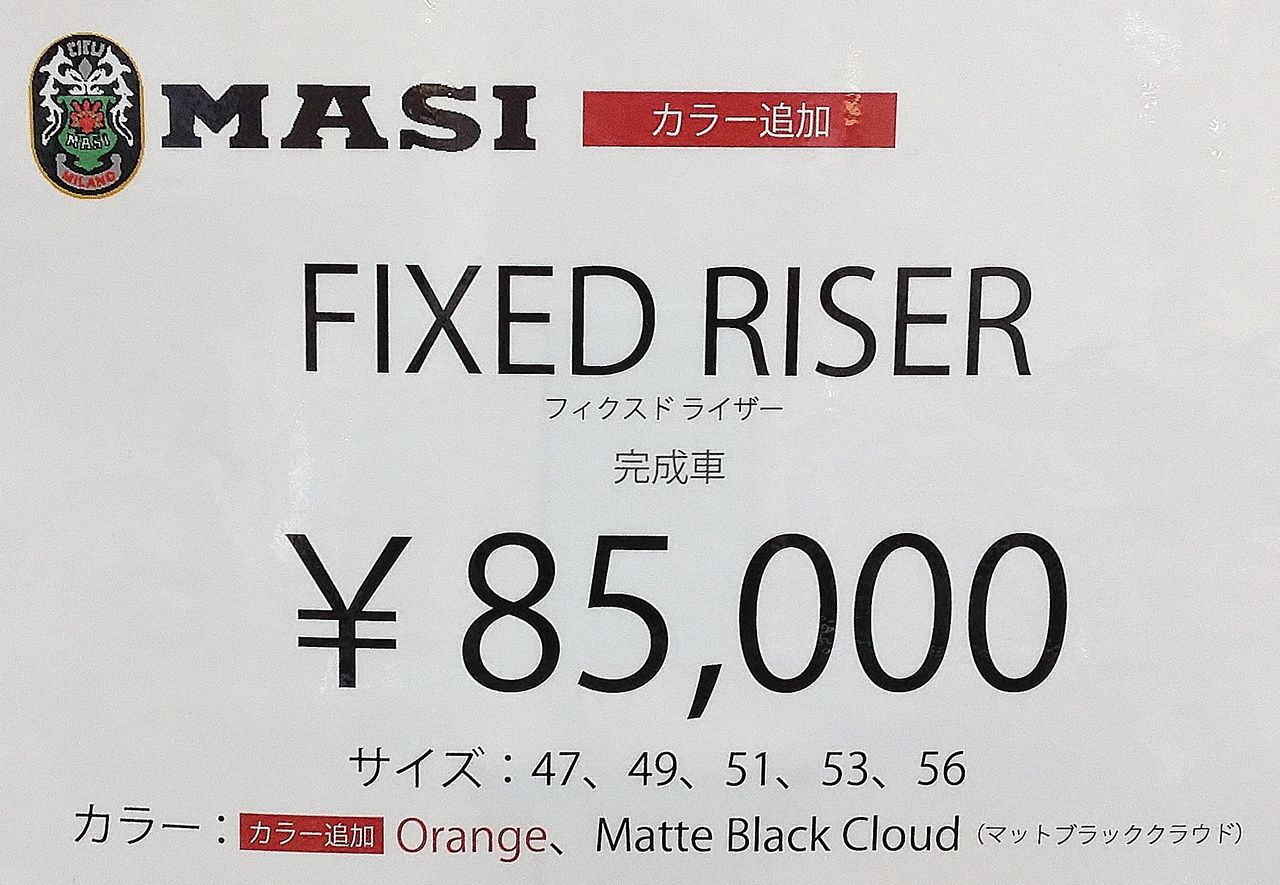 MASI カラー追加
MASI
MILANO
FIXED RISER
フィクスド ライザー
完成車
¥85,000
サイズ：47、49、51、53、56
カラー：カラー追加 Orange、Matte Black Cloud（マットブラッククラウド）